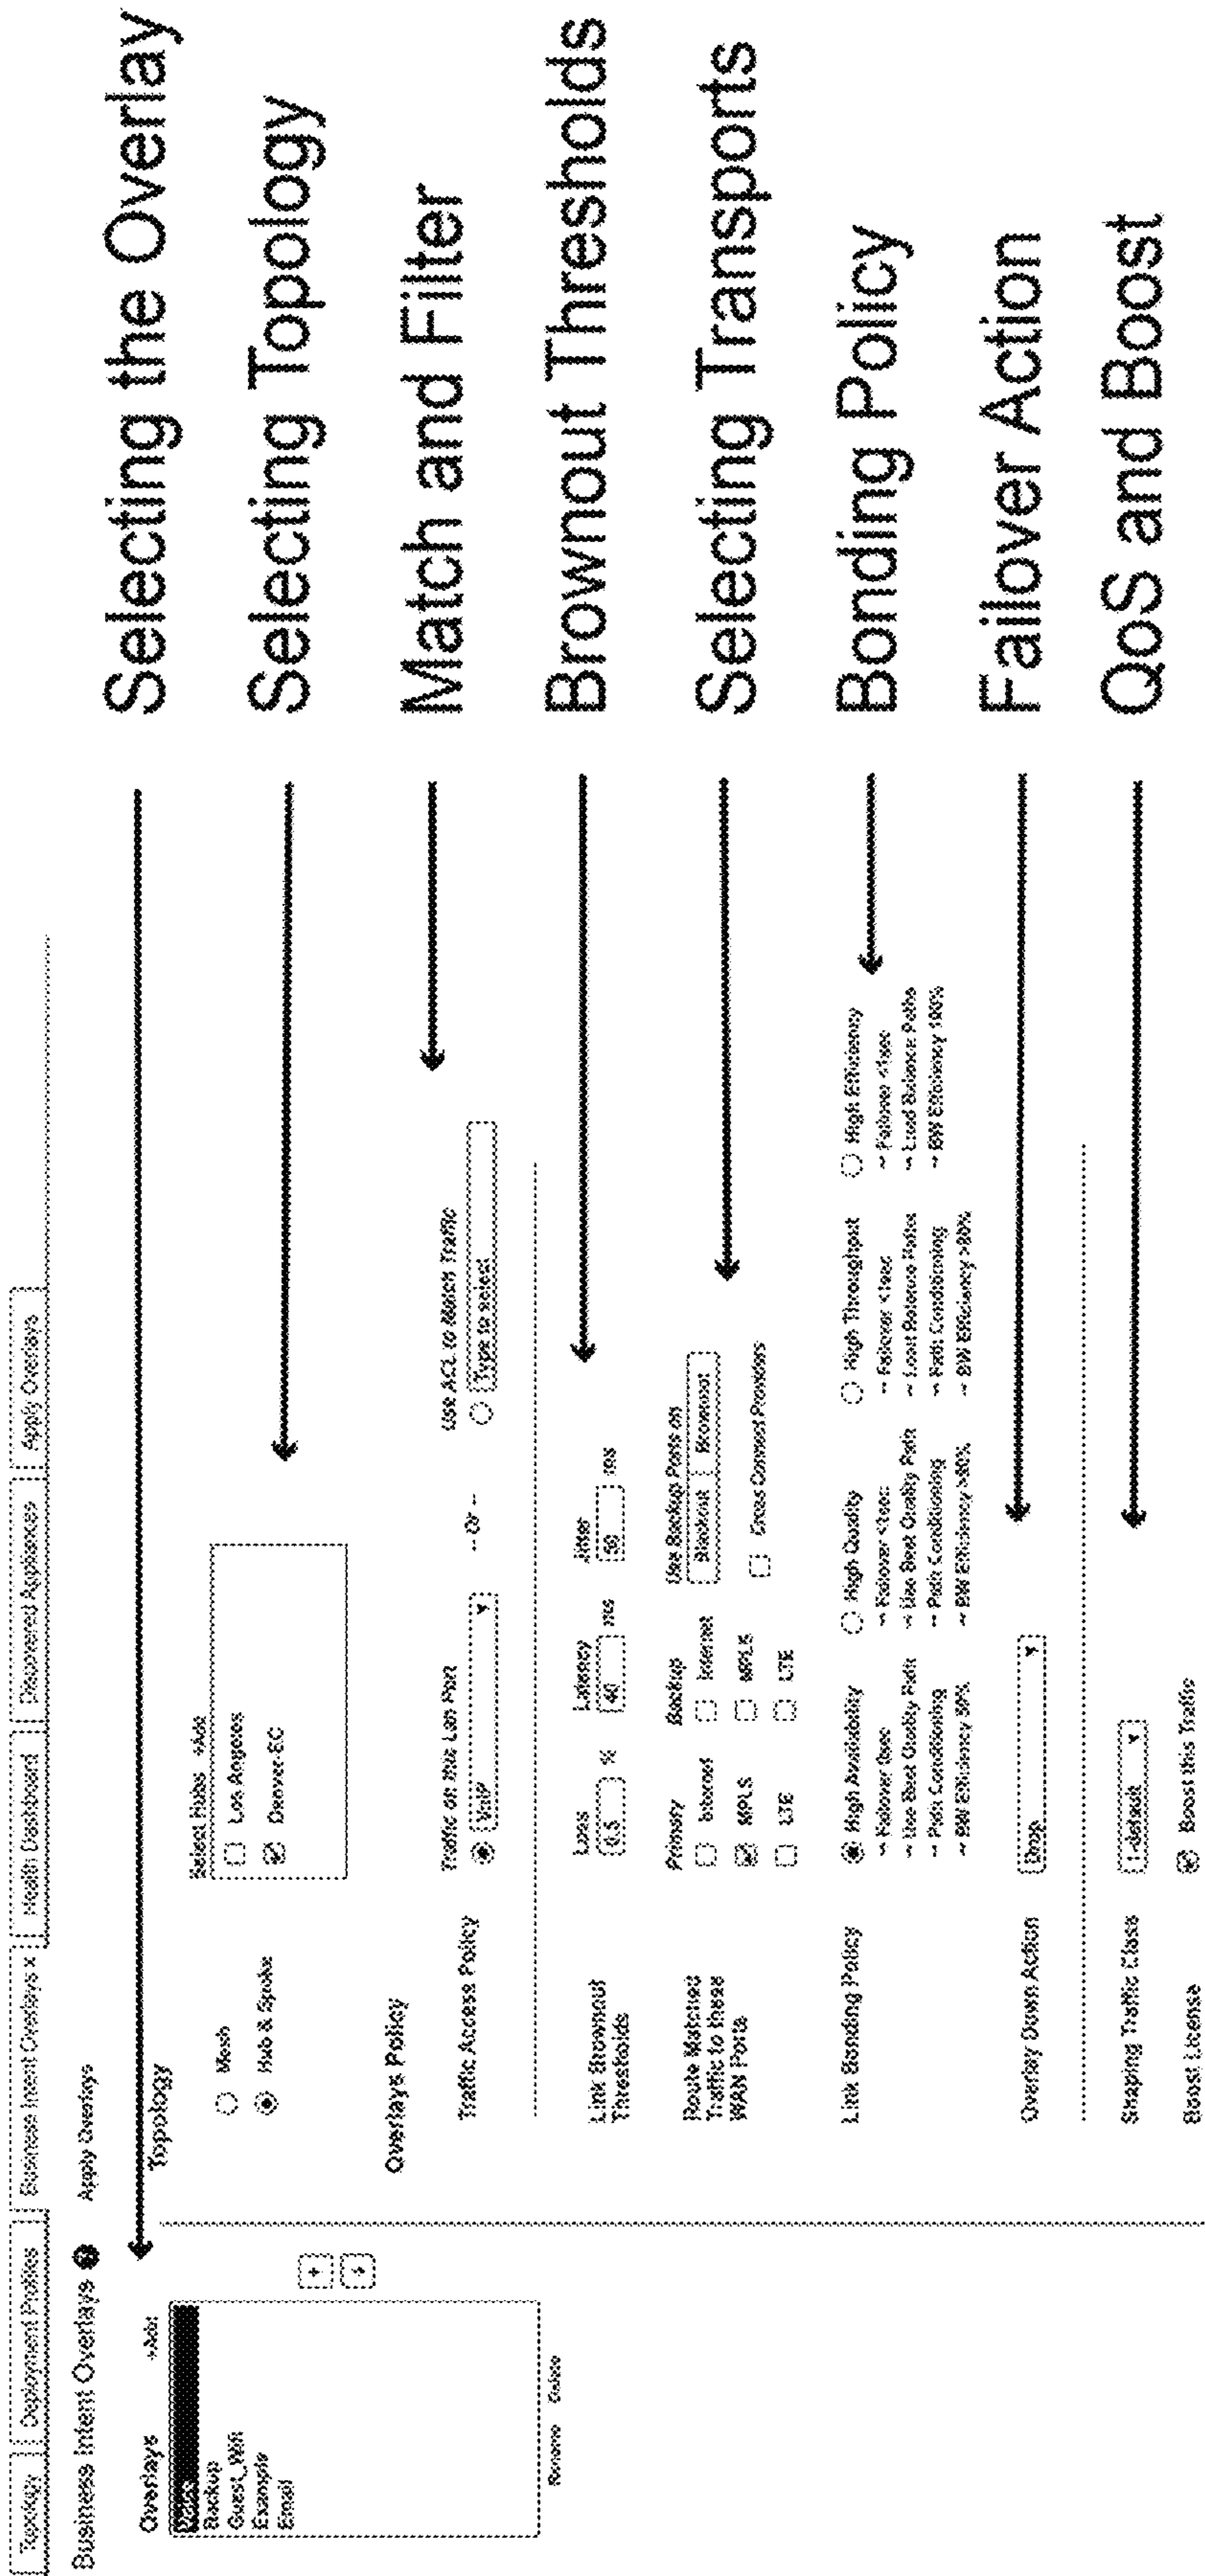 Topology Deployment Profiles Business Intent Overlays x Health Dashboard Discovered Appliances Apply Overlays
Business Intent Overlays Apply Overlays
Overlays +Add
Backup
Guest_Wifi
Example
Email
Rename Delete
Topology
Mesh
Hub & Spoke
Select Hubs +Add
Los Angeles
Denver-EC
Overlays Policy
Traffic Access Policy
Traffic on this Lan Port
VoIP
-- Or --
Use ACL to Match Traffic
Type to select
Link Brownout
Thresholds
Loss Latency Jitter
0.5 % 40 ms ms
Route Matched
Traffic to these
WAN Ports
Primary Backup Use Backup Ports on
Internet Internet Blackout Brownout
MPLS MPLS
LTE LTE
Cross Connect Providers
Link Bonding Policy
High Availability
~ Failover 0sec
~ Use Best Quality Path
~ Path Conditioning
~ BW Efficiency 50%
High Quality
~ Failover <1sec
~ Use Best Quality Path
~ Path Conditioning
~ BW Efficiency >80%
High Throughput
~ Failover <1sec
~ Load Balance Paths
~ Path Conditioning
~ BW Efficiency >80%
High Efficiency
~ Failover <1sec
~ Load Balance Paths
~ BW Efficiency 100%
Overlay Down Action Drop
Shaping Traffic Class 1-default
Boost License Boost this Traffic
Selecting the Overlay
Selecting Topology
Match and Filter
Brownout Thresholds
Selecting Transports
Bonding Policy
Failover Action
QoS and Boost